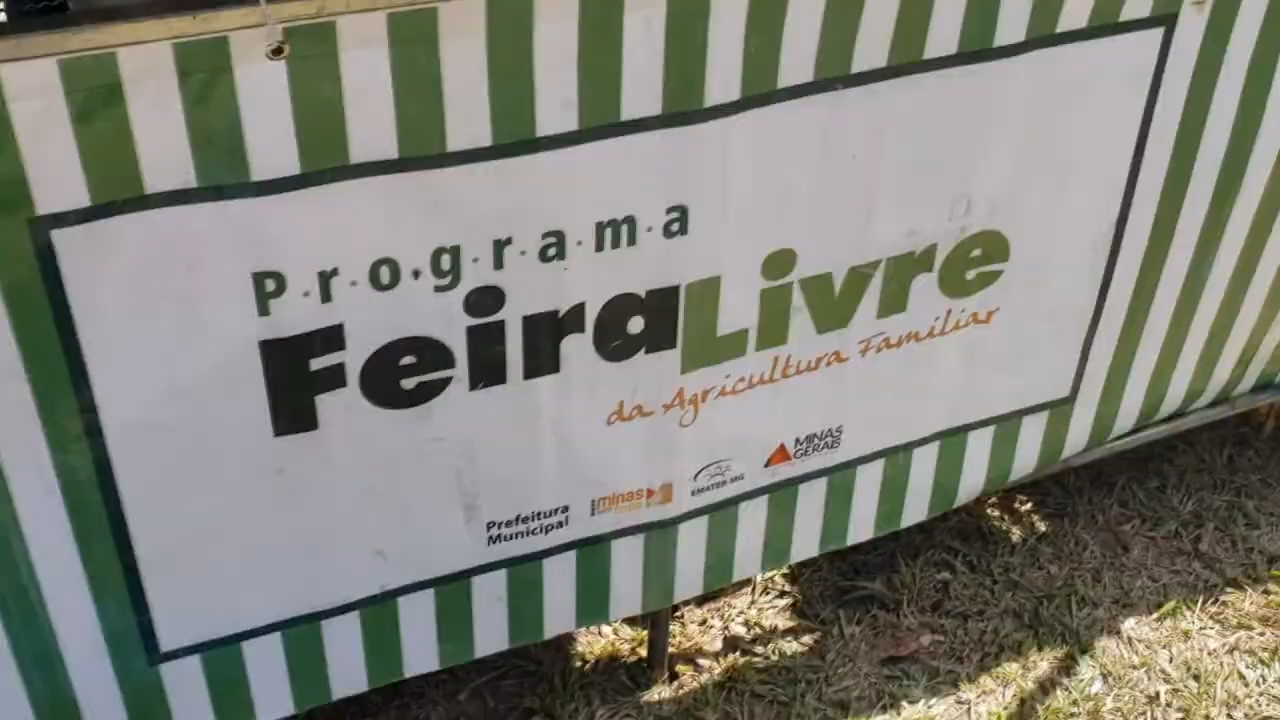 P·r·o·g·r·a·m·a
FeiraLivre
da Agricultura Familiar
Prefeitura
Municipal
minas
EMATER-MG
MINAS
GERAIS